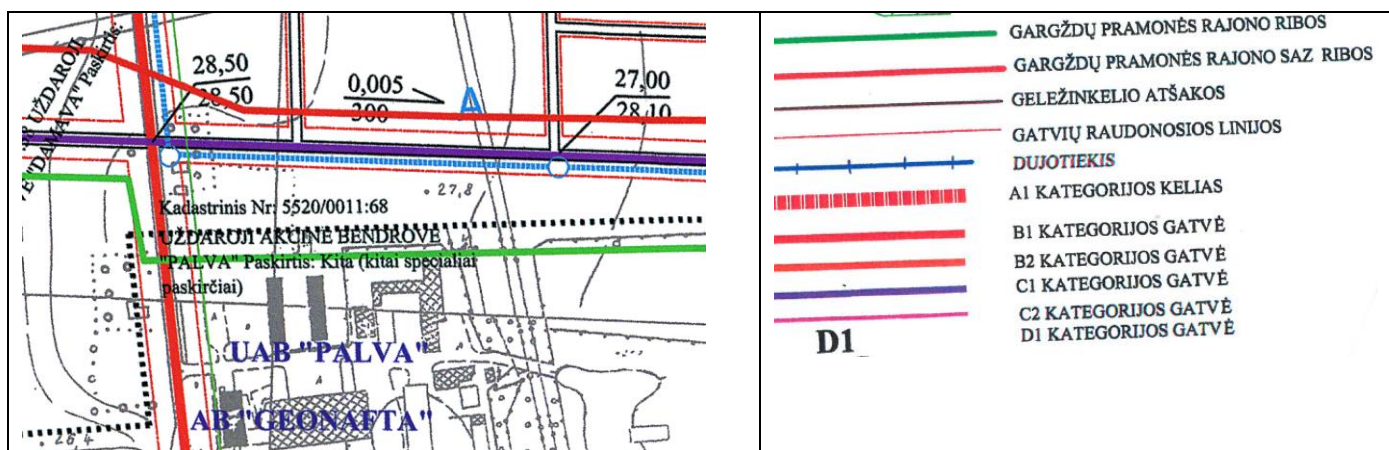 28,50
28,50
0,005
300
27,00
28,10
UŽDAROJI
"DAMAVA" Paskirtis:
27,8
Kadastrinis Nr: 5520/0011:68
UŽDAROJI AKCINĖ BENDROVĖ
"PALVA" Paskirtis: Kita (kitai specialiai
paskirčiai)
UAB "PALVA"
AB "GEONAFTA"
26,4
GARGŽDŲ PRAMONĖS RAJONO RIBOS
GARGŽDŲ PRAMONĖS RAJONO SAZ RIBOS
GELEŽINKELIO ATŠAKOS
GATVIŲ RAUDONOSIOS LINIJOS
DUJOTIEKIS
A1 KATEGORIJOS KELIAS
B1 KATEGORIJOS GATVĖ
B2 KATEGORIJOS GATVĖ
C1 KATEGORIJOS GATVĖ
C2 KATEGORIJOS GATVĖ
D1 KATEGORIJOS GATVĖ
D1